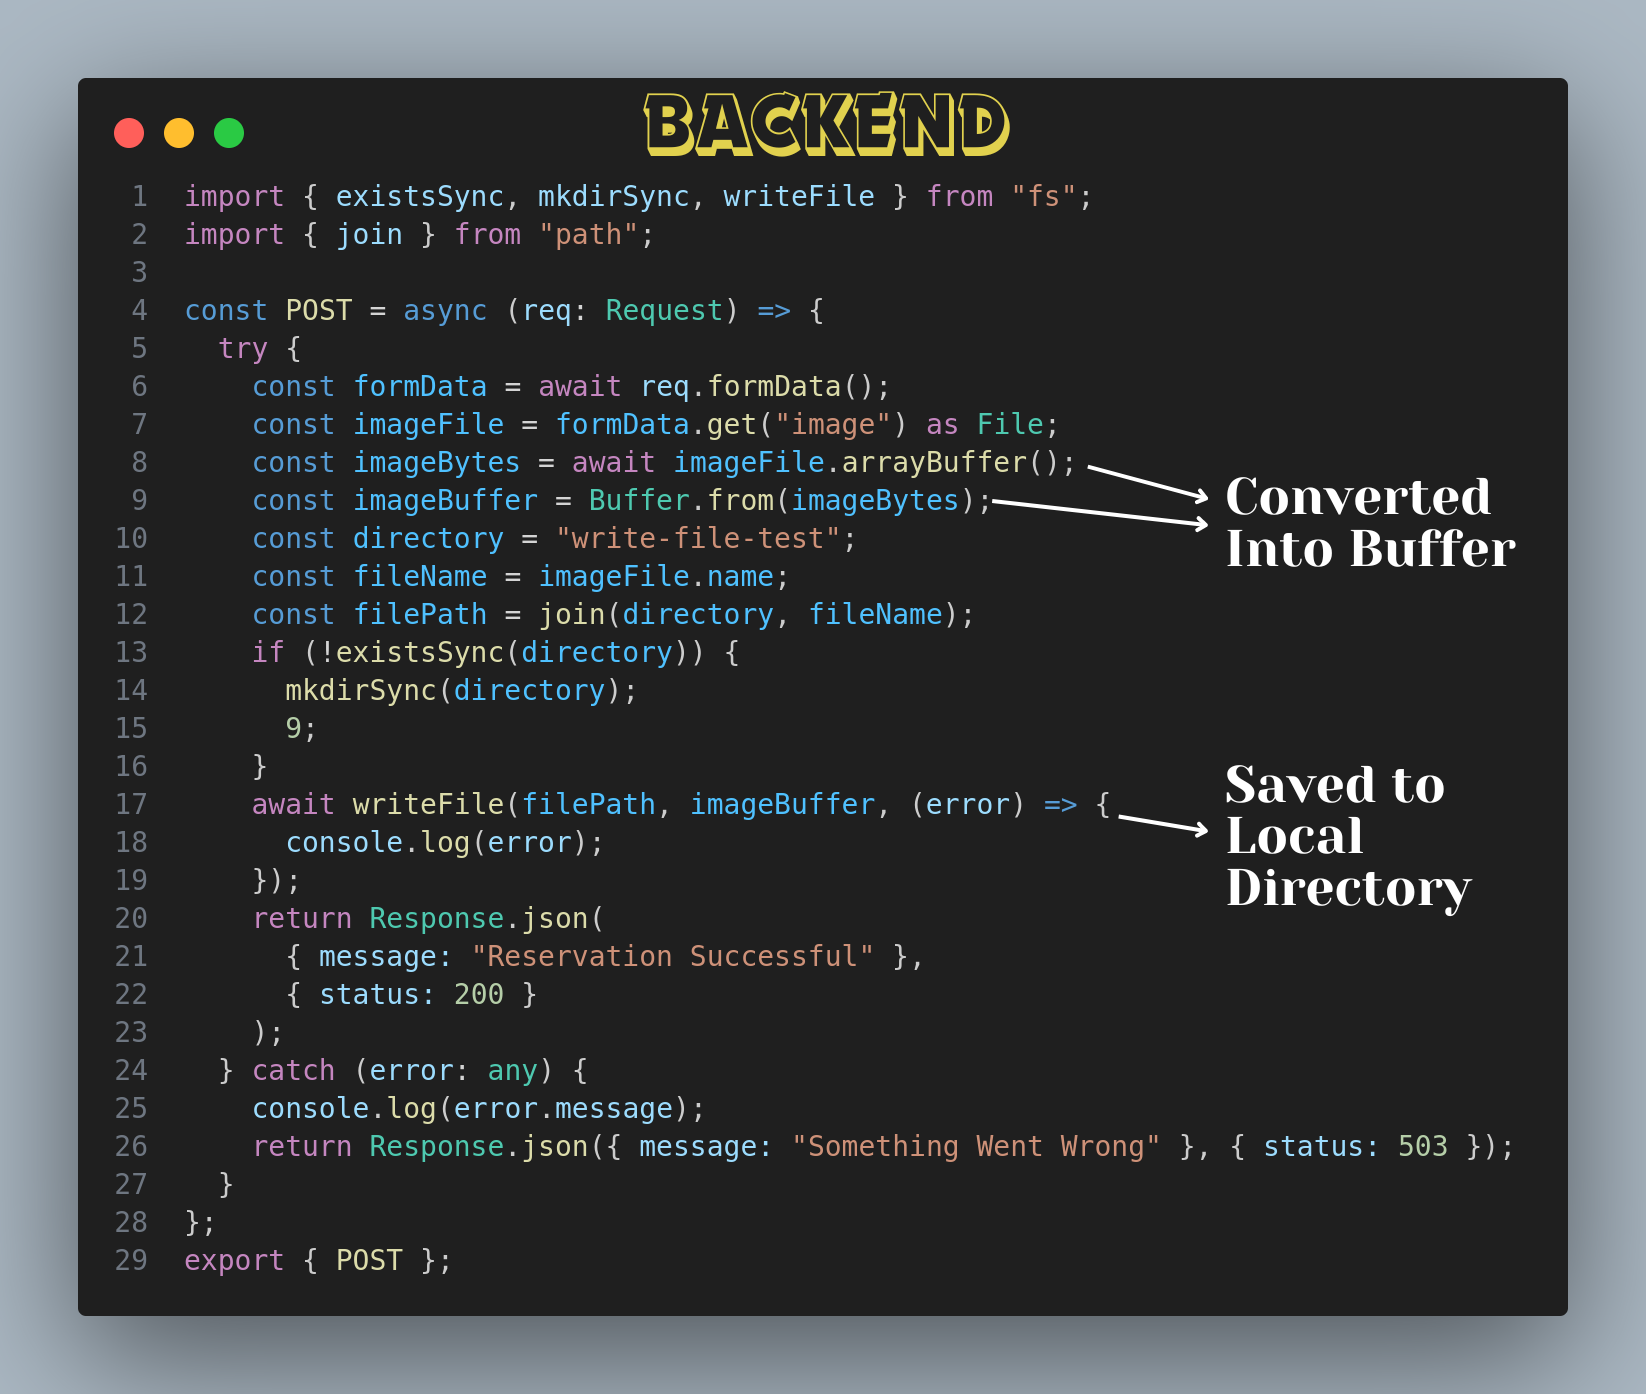 BACKEND
1 import { existsSync, mkdirSync, writeFile } from "fs";
2 import { join } from "path";
3
4 const POST = async (req: Request) => {
5   try {
6     const formData = await req.formData();
7     const imageFile = formData.get("image") as File;
8     const imageBytes = await imageFile.arrayBuffer();
9     const imageBuffer = Buffer.from(imageBytes);
Converted
Into Buffer
10     const directory = "write-file-test";
11     const fileName = imageFile.name;
12     const filePath = join(directory, fileName);
13     if (!existsSync(directory)) {
14       mkdirSync(directory);
15       9;
16     }
17     await writeFile(filePath, imageBuffer, (error) => {
Saved to
Local
Directory
18       console.log(error);
19     });
20     return Response.json(
21       { message: "Reservation Successful" },
22       { status: 200 }
23     );
24   } catch (error: any) {
25     console.log(error.message);
26     return Response.json({ message: "Something Went Wrong" }, { status: 503 });
27   }
28 };
29 export { POST };